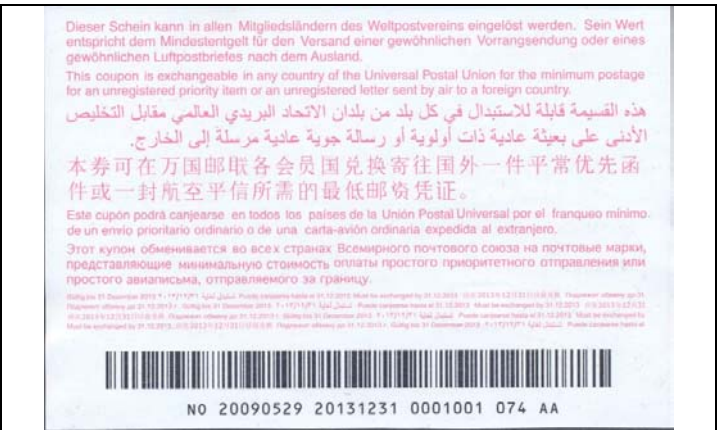 Dieser Schein kann in allen Mitgliedsländern des Weltpostvereins eingelöst werden. Sein Wert
entspricht dem Mindestentgelt für den Versand einer gewöhnlichen Vorrangsendung oder eines
gewöhnlichen Luftpostbriefes nach dem Ausland.
This coupon is exchangeable in any country of the Universal Postal Union for the minimum postage
for an unregistered priority item or an unregistered letter sent by air to a foreign country.
هذه القسيمة قابلة للاستبدال في كل بلد من بلدان الاتحاد البريدي العالمي مقابل التخليص
الأدنى على بعيثة عادية ذات أولوية أو رسالة جوية عادية مرسلة إلى الخارج.
本券可在万国邮联各会员国兑换寄往国外一件平常优先函
件或一封航空平信所需的最低邮资凭证。
Este cupón podrá canjearse en todos los países de la Unión Postal Universal por el franqueo mínimo
de un envío prioritario ordinario o de una carta-avión ordinaria expedida al extranjero.
Этот купон обменивается во всех странах Всемирного почтового союза на почтовые марки,
представляющие минимальную стоимость оплаты простого приоритетного отправления или
простого авиаписьма, отправляемого за границу.
NO 20090529 20131231 0001001 074 AA